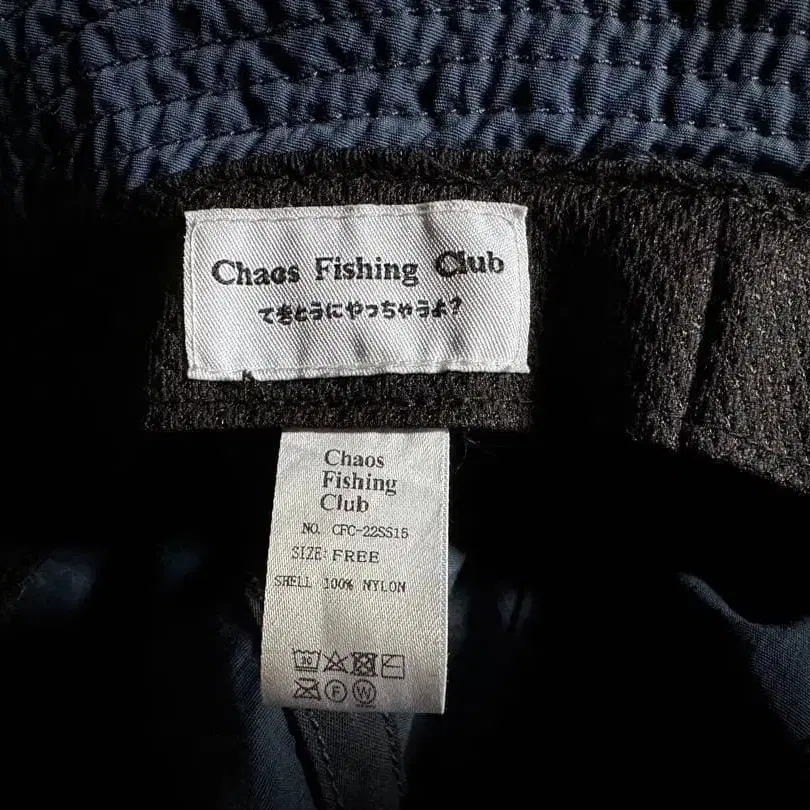 Chaos Fishing Club
てきとうにやっちゃうよ?
Chaos
Fishing
Club
NO. CFC-22SS15
SIZE:FREE
SHELL 100% NYLON
30
F W